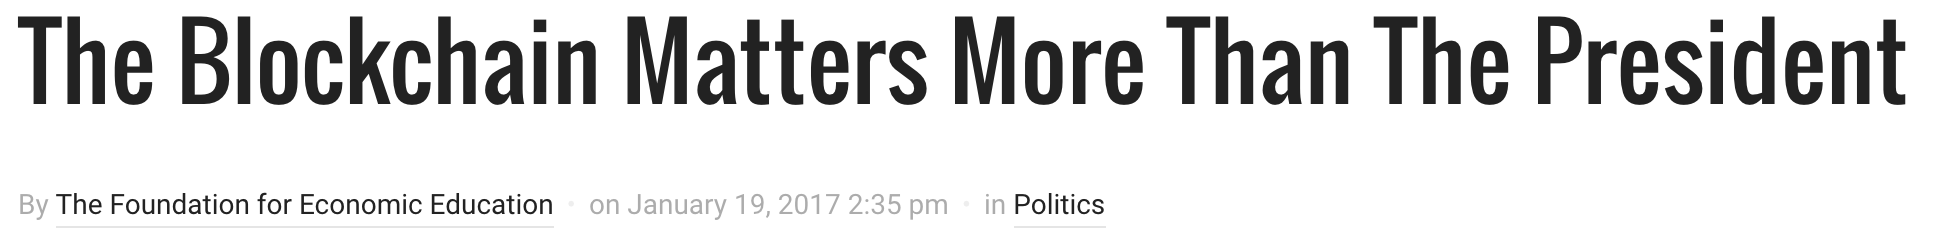 The Blockchain Matters More Than The President
By The Foundation for Economic Education • on January 19, 2017 2:35 pm • in Politics